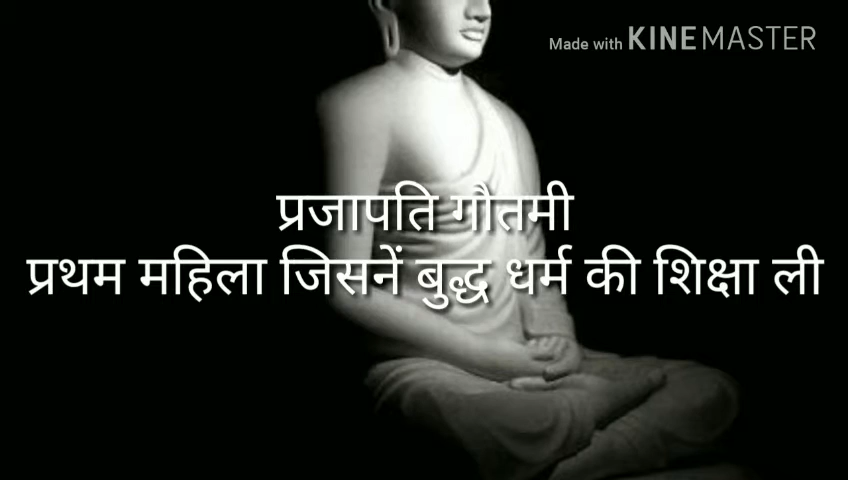 Made with KINEMASTER
प्रजापति गौतमी
प्रथम महिला जिसनें बुद्ध धर्म की शिक्षा ली